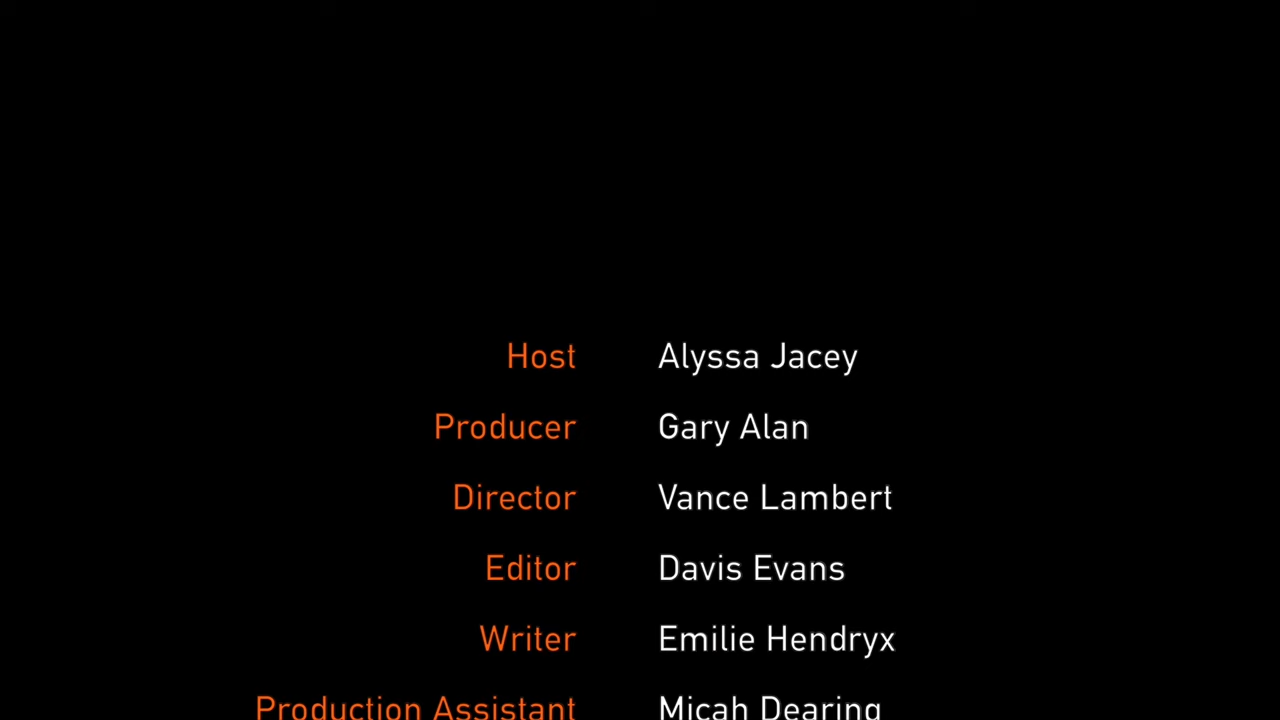 Host Alyssa Jacey
Producer Gary Alan
Director Vance Lambert
Editor Davis Evans
Writer Emilie Hendryx
Production Assistant Micah Dearing